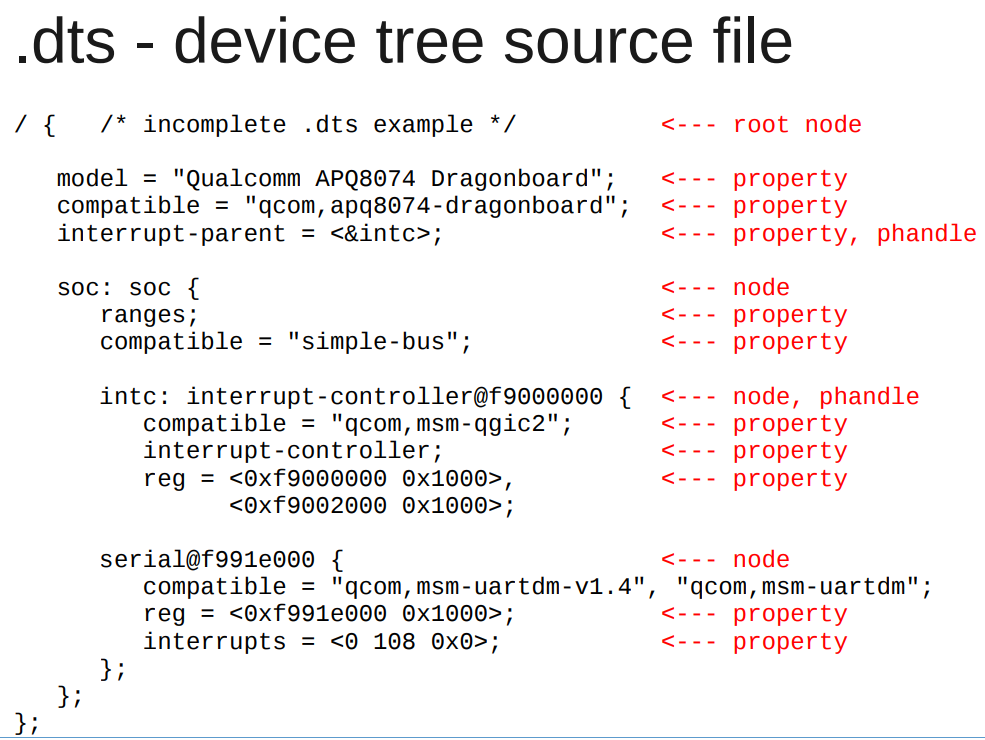 .dts - device tree source file
/ {   /* incomplete .dts example */          <--- root node
   model = "Qualcomm APQ8074 Dragonboard";   <--- property
   compatible = "qcom,apq8074-dragonboard";  <--- property
   interrupt-parent = <&intc>;               <--- property, phandle
   soc: soc {                                <--- node
      ranges;                                <--- property
      compatible = "simple-bus";             <--- property
      intc: interrupt-controller@f9000000 {  <--- node, phandle
         compatible = "qcom,msm-qgic2";      <--- property
         interrupt-controller;               <--- property
         reg = <0xf9000000 0x1000>,          <--- property
               <0xf9002000 0x1000>;
      serial@f991e000 {                      <--- node
         compatible = "qcom,msm-uartdm-v1.4", "qcom,msm-uartdm";
         reg = <0xf991e000 0x1000>;          <--- property
         interrupts = <0 108 0x0>;           <--- property
      };
   };
};